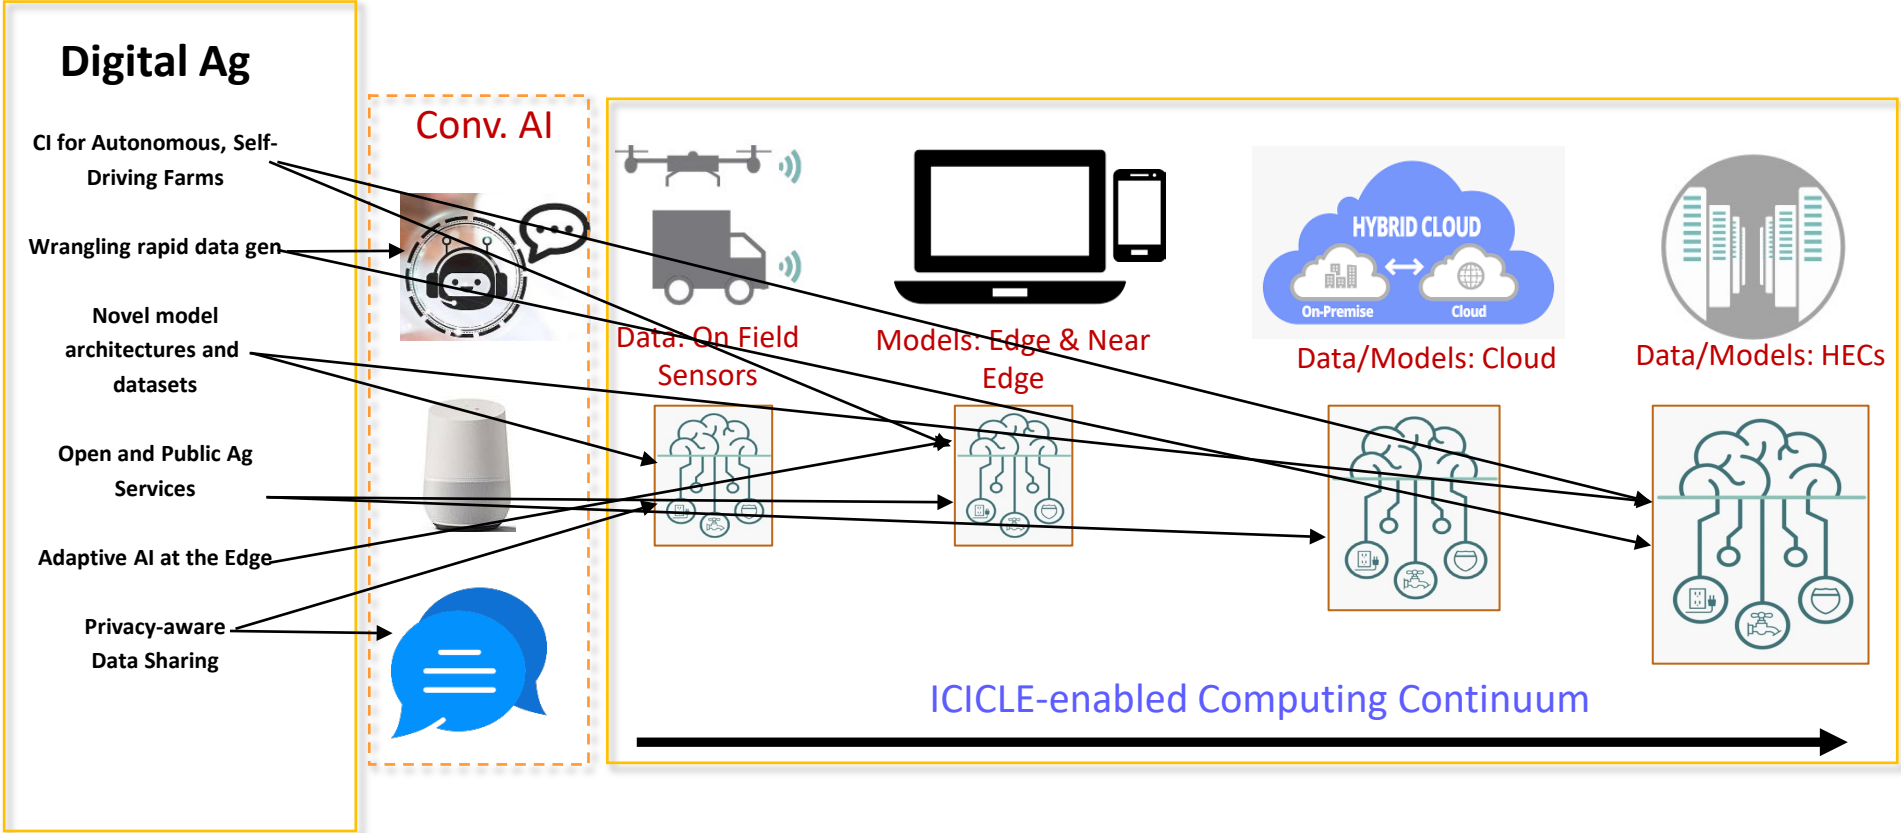 Digital Ag
CI for Autonomous, Self-
Driving Farms
Wrangling rapid data gen
Novel model
architectures and
datasets
Open and Public Ag
Services
Adaptive AI at the Edge
Privacy-aware
Data Sharing
Conv. AI
Data: On Field
Sensors
Models: Edge & Near
Edge
HYBRID CLOUD
On-Premise
Cloud
Data/Models: Cloud
Data/Models: HECs
ICICLE-enabled Computing Continuum